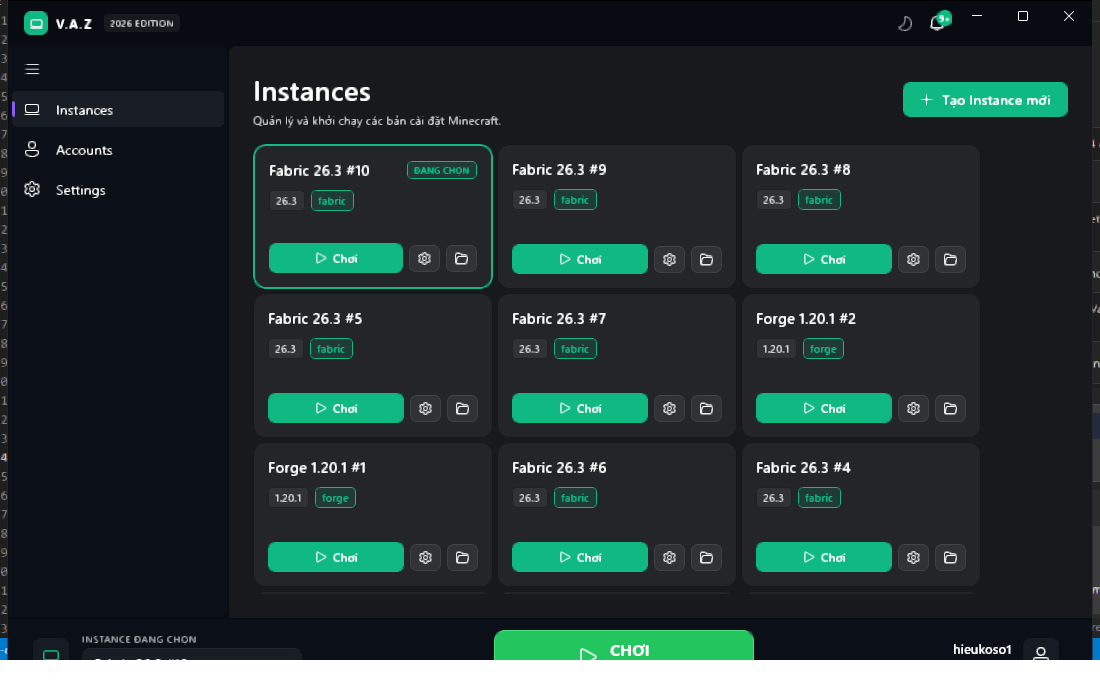 V.A.Z 2026 EDITION 9+
Instances
Accounts
Settings
Instances
Quản lý và khởi chạy các bản cài đặt Minecraft.
+ Tạo Instance mới
Fabric 26.3 #10 ĐANG CHỌN
26.3 fabric
Chơi
Fabric 26.3 #9
26.3 fabric
Chơi
Fabric 26.3 #8
26.3 fabric
Chơi
Fabric 26.3 #5
26.3 fabric
Chơi
Fabric 26.3 #7
26.3 fabric
Chơi
Forge 1.20.1 #2
1.20.1 forge
Chơi
Forge 1.20.1 #1
1.20.1 forge
Chơi
Fabric 26.3 #6
26.3 fabric
Chơi
Fabric 26.3 #4
26.3 fabric
Chơi
INSTANCE ĐANG CHỌN
CHƠI
hieukoso1